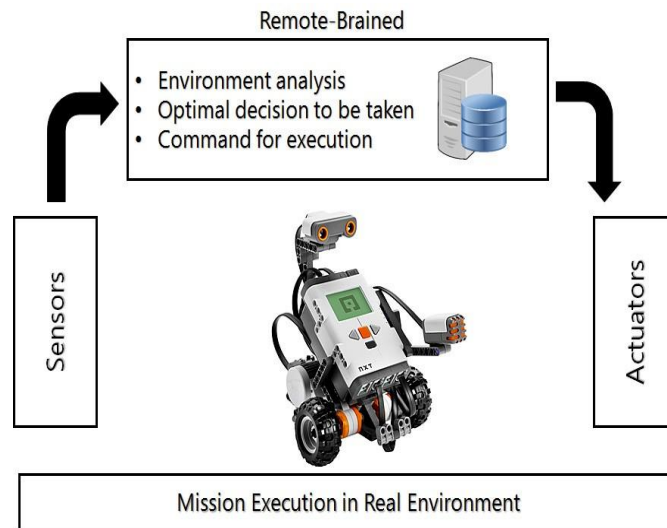 Remote-Brained
• Environment analysis
• Optimal decision to be taken
• Command for execution
Sensors
NXT
Actuators
Mission Execution in Real Environment